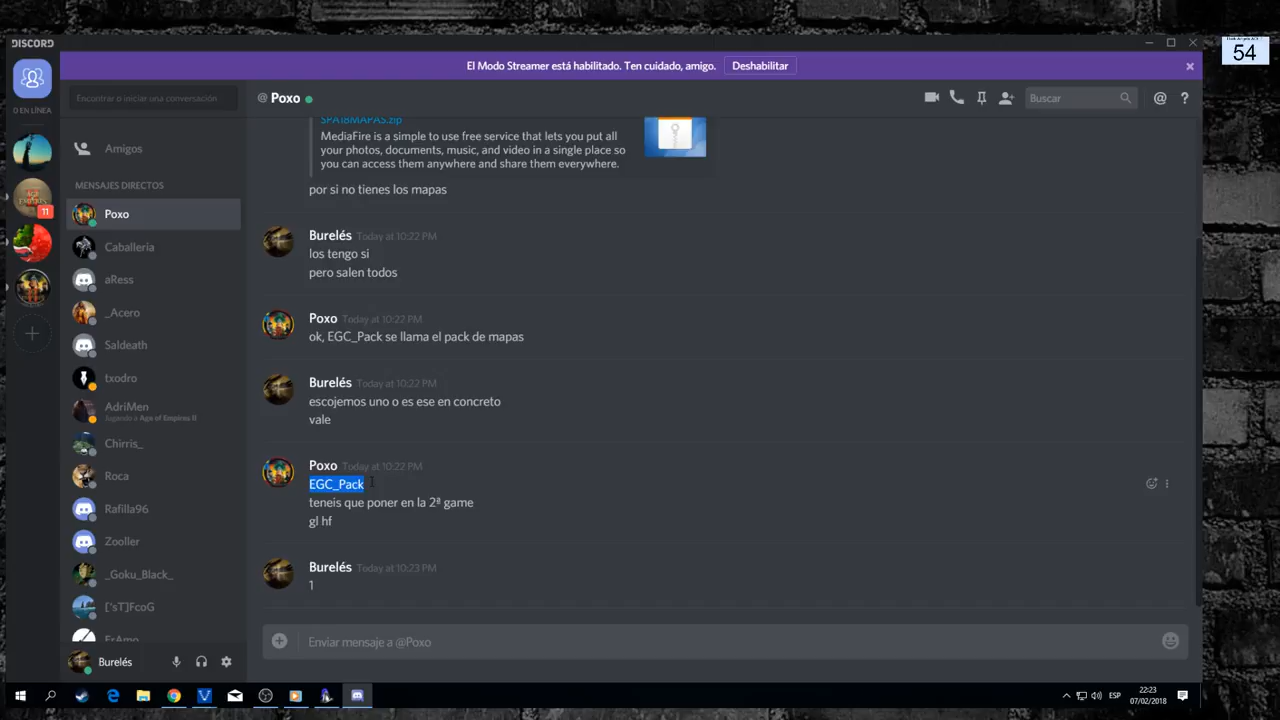 DISCORD
54
El Modo Streamer está habilitado. Ten cuidado, amigo.
Deshabilitar
Encontrar o iniciar una conversación
@ Poxo
Buscar
0 EN LÍNEA
Amigos
MENSAJES DIRECTOS
Poxo
Caballería
aRess
_Acero
Saldeath
txodro
AdriMen
Jugando a Age of Empires II
Chirris_
Roca
Rafilla96
Zooller
_Goku_Black_
['sT]FcoG
ErAmo
Burelés
11
SPA18MAPAS.zip
MediaFire is a simple to use free service that lets you put all
your photos, documents, music, and video in a single place so
you can access them anywhere and share them everywhere.
por si no tienes los mapas
Burelés Today at 10:22 PM
los tengo si
pero salen todos
Poxo Today at 10:22 PM
ok, EGC_Pack se llama el pack de mapas
Burelés Today at 10:22 PM
escojemos uno o es ese en concreto
vale
Poxo Today at 10:22 PM
EGC_Pack
teneis que poner en la 2ª game
gl hf
Burelés Today at 10:23 PM
1
Enviar mensaje a @Poxo
ESP
22:23
07/02/2018